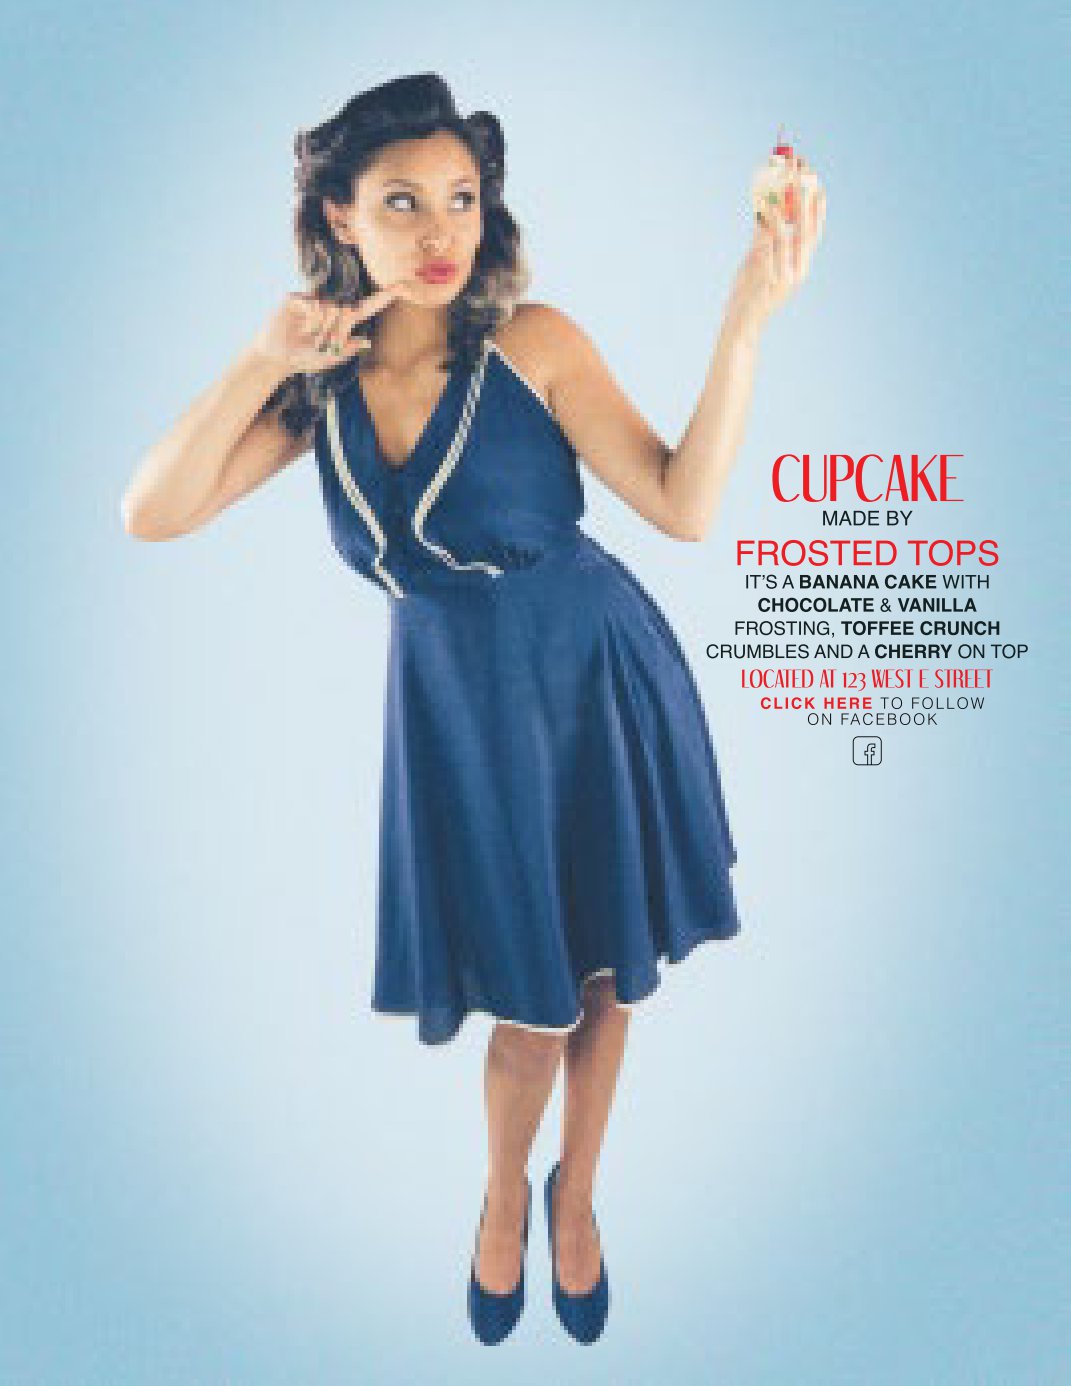 CUPCAKE
MADE BY
FROSTED TOPS
IT'S A BANANA CAKE WITH
CHOCOLATE & VANILLA
FROSTING, TOFFEE CRUNCH
CRUMBLES AND A CHERRY ON TOP
LOCATED AT 123 WEST E STREET
CLICK HERE TO FOLLOW
ON FACEBOOK
f